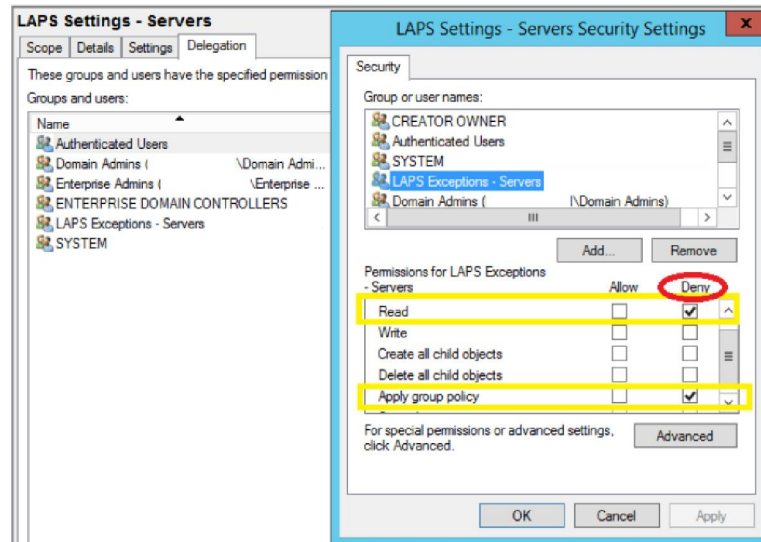 LAPS Settings - Servers
Scope Details Settings Delegation
These groups and users have the specified permission
Groups and users:
Name
Authenticated Users
Domain Admins ( \Domain Admi...
Enterprise Admins ( \Enterprise ...
ENTERPRISE DOMAIN CONTROLLERS
LAPS Exceptions - Servers
SYSTEM
LAPS Settings - Servers Security Settings
x
Security
Group or user names:
CREATOR OWNER
Authenticated Users
SYSTEM
LAPS Exceptions - Servers
Domain Admins ( \Domain Admins)
Add... Remove
Permissions for LAPS Exceptions
- Servers Allow Deny
Read
Write
Create all child objects
Delete all child objects
Apply group policy
For special permissions or advanced settings,
click Advanced.
Advanced
OK Cancel Apply